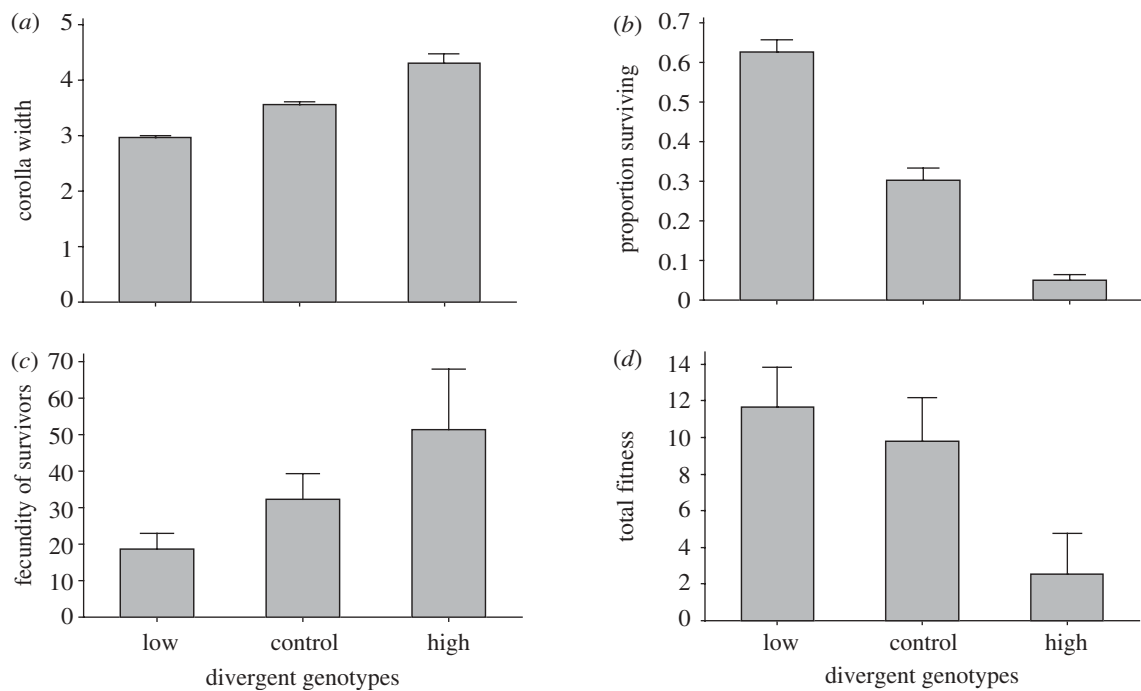 (a)
corolla width
5
4
3
2
1
0
(b)
proportion surviving
0.7
0.6
0.5
0.4
0.3
0.2
0.1
0
(c)
fecundity of survivors
70
60
50
40
30
20
10
0
low control high
divergent genotypes
(d)
total fitness
14
12
10
8
6
4
2
0
low control high
divergent genotypes